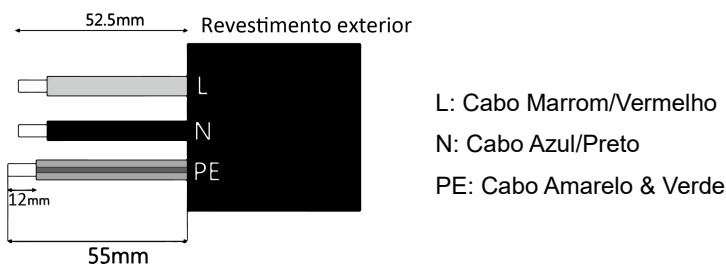 52.5mm
Revestimento exterior
L
N
PE
12mm
55mm
L: Cabo Marrom/Vermelho
N: Cabo Azul/Preto
PE: Cabo Amarelo & Verde